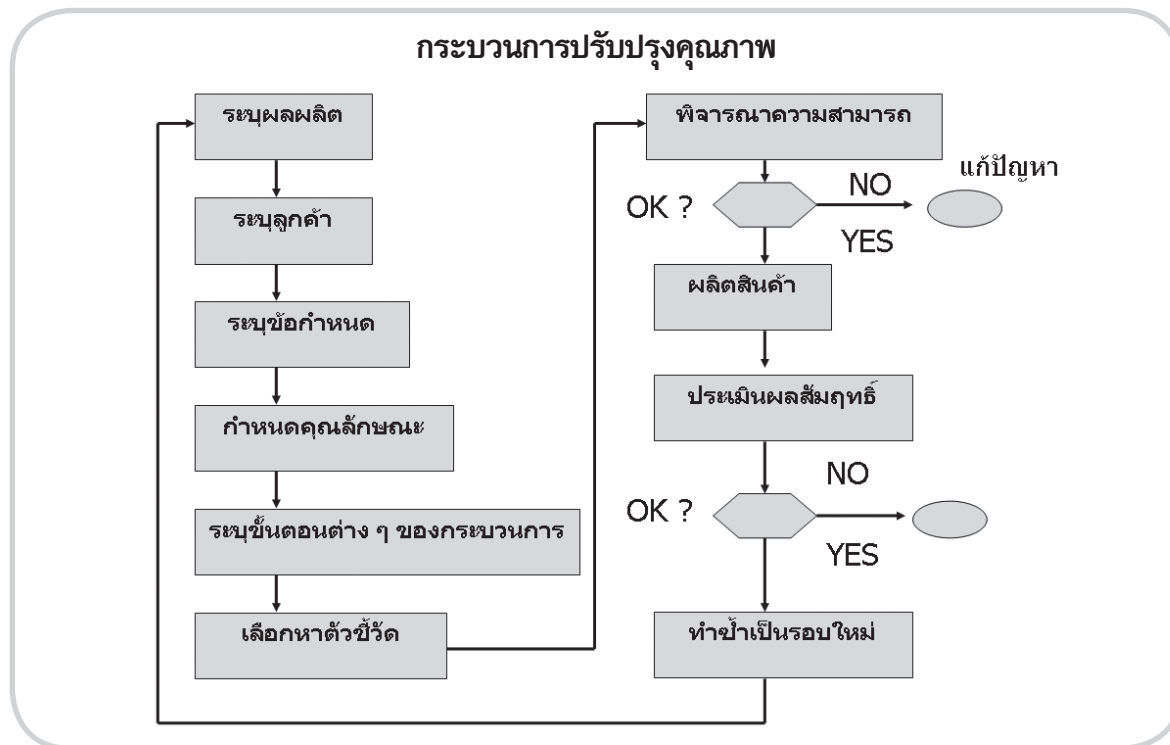 กระบวนการปรับปรุงคุณภาพ
ระบุผลผลิต
ระบุลูกค้า
ระบุข้อกำหนด
กำหนดคุณลักษณะ
ระบุขั้นตอนต่าง ๆ ของกระบวนการ
เลือกหาตัวชี้วัด
พิจารณาความสามารถ
OK ?
NO
แก้ปัญหา
YES
ผลิตสินค้า
ประเมินผลสัมฤทธิ์
OK ?
NO
YES
ทำซ้ำเป็นรอบใหม่